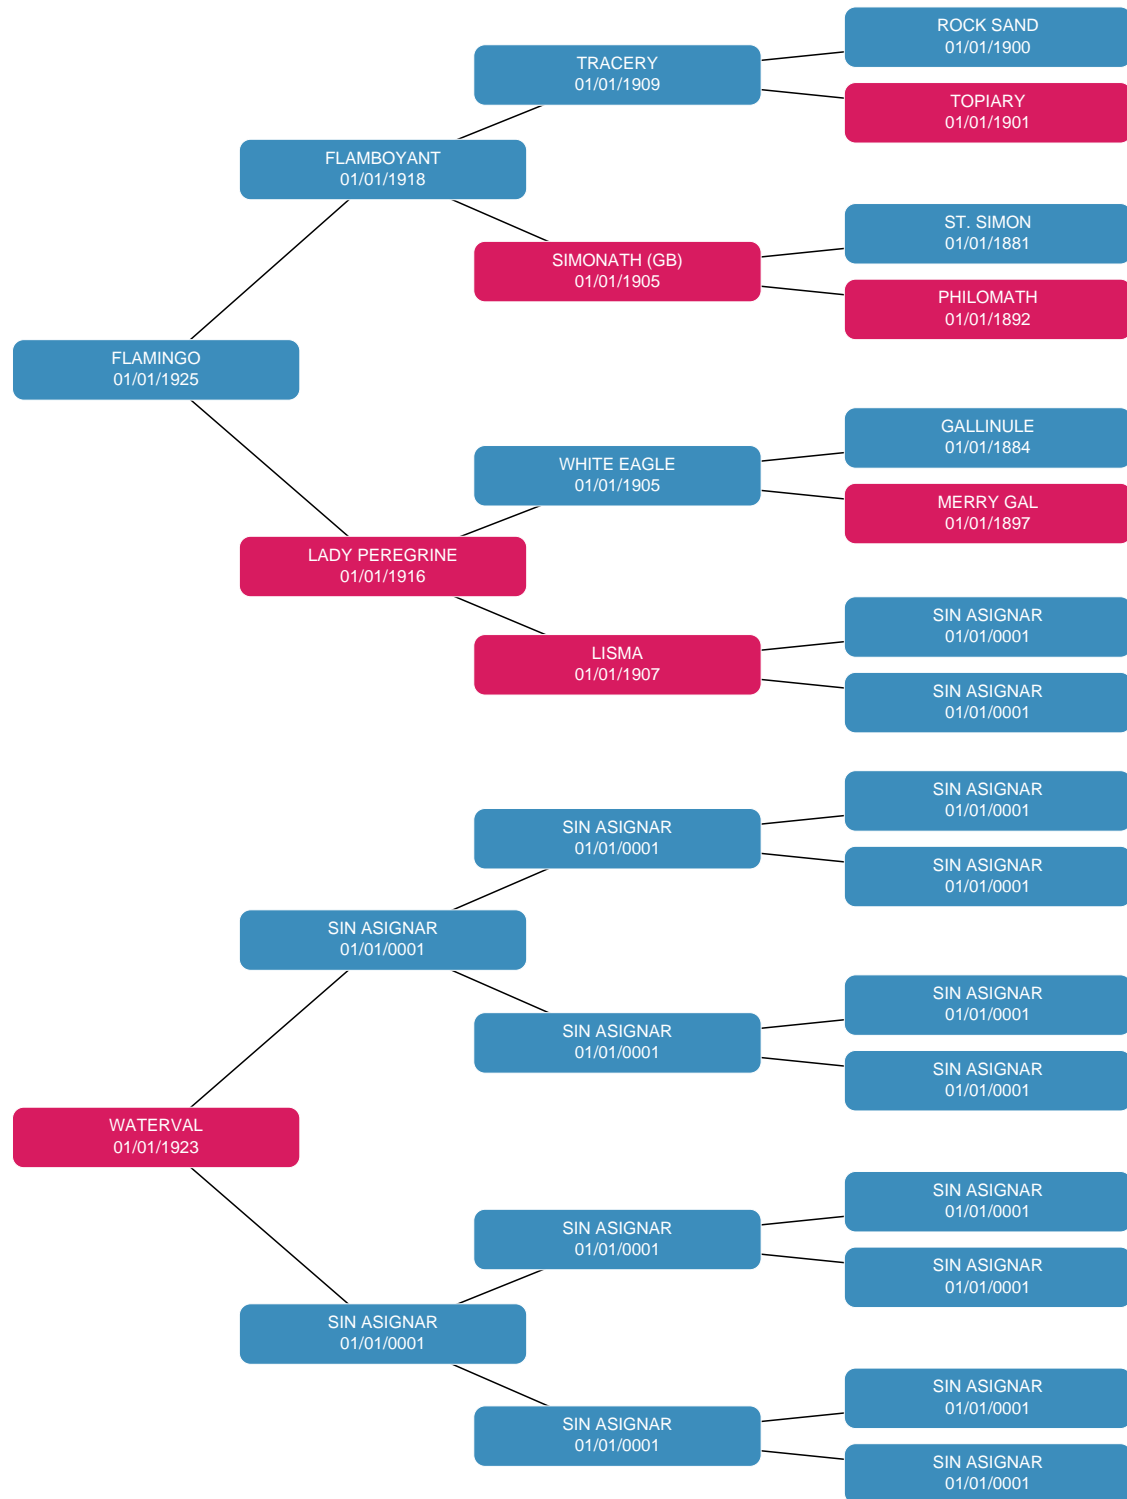 ROCK SAND
01/01/1900
TRACERY
01/01/1909
TOPIARY
01/01/1901
FLAMBOYANT
01/01/1918
ST. SIMON
01/01/1881
SIMONATH (GB)
01/01/1905
PHILOMATH
01/01/1892
FLAMINGO
01/01/1925
GALLINULE
01/01/1884
WHITE EAGLE
01/01/1905
MERRY GAL
01/01/1897
LADY PEREGRINE
01/01/1916
SIN ASIGNAR
01/01/0001
LISMA
01/01/1907
SIN ASIGNAR
01/01/0001
SIN ASIGNAR
01/01/0001
SIN ASIGNAR
01/01/0001
SIN ASIGNAR
01/01/0001
SIN ASIGNAR
01/01/0001
SIN ASIGNAR
01/01/0001
SIN ASIGNAR
01/01/0001
SIN ASIGNAR
01/01/0001
WATERVAL
01/01/1923
SIN ASIGNAR
01/01/0001
SIN ASIGNAR
01/01/0001
SIN ASIGNAR
01/01/0001
SIN ASIGNAR
01/01/0001
SIN ASIGNAR
01/01/0001
SIN ASIGNAR
01/01/0001
SIN ASIGNAR
01/01/0001